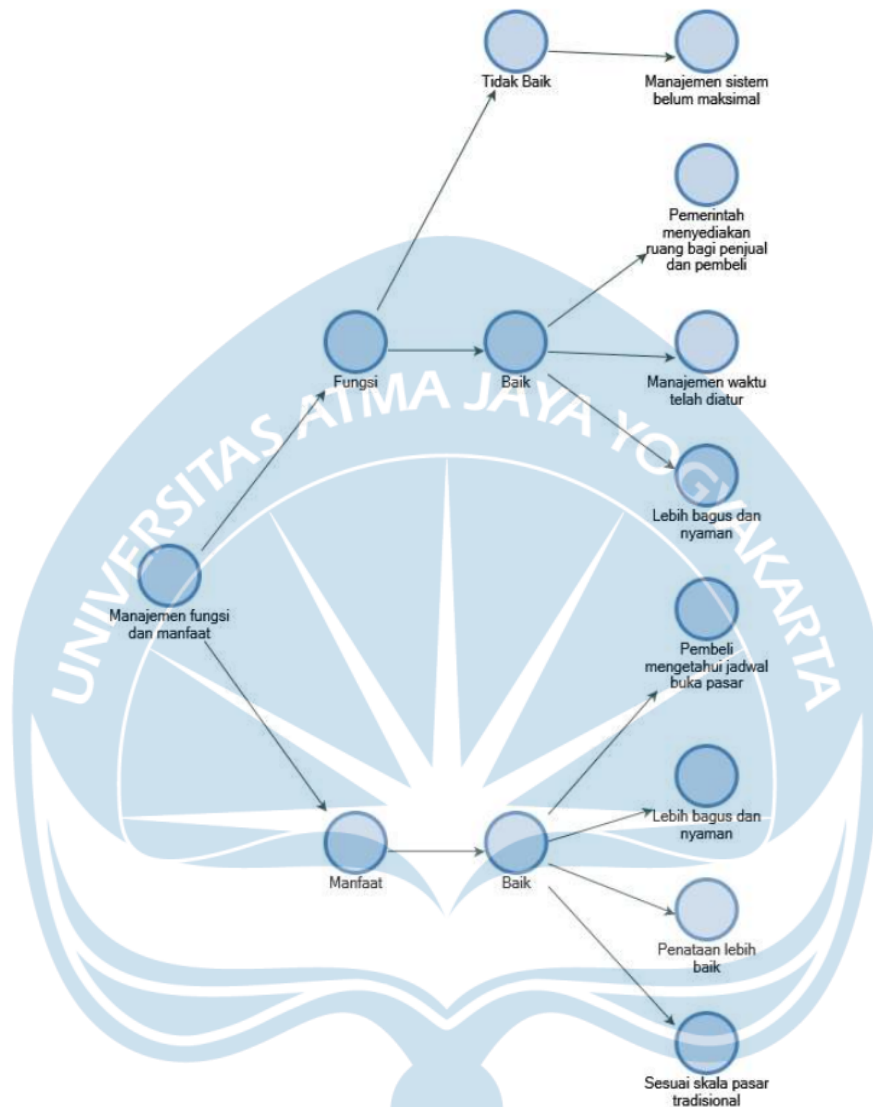 Tidak Baik
Manajemen sistem
belum maksimal
Pemerintah
menyediakan
ruang bagi penjual
dan pembeli
Fungsi
Baik
Manajemen waktu
telah diatur
UNIVERSITAS ATMA JAYA YOGYAKARTA
Lebih bagus dan
nyaman
Manajemen fungsi
dan manfaat
Pembeli
mengetahui jadwal
buka pasar
Lebih bagus dan
nyaman
Manfaat
Baik
Penataan lebih
baik
Sesuai skala pasar
tradisional